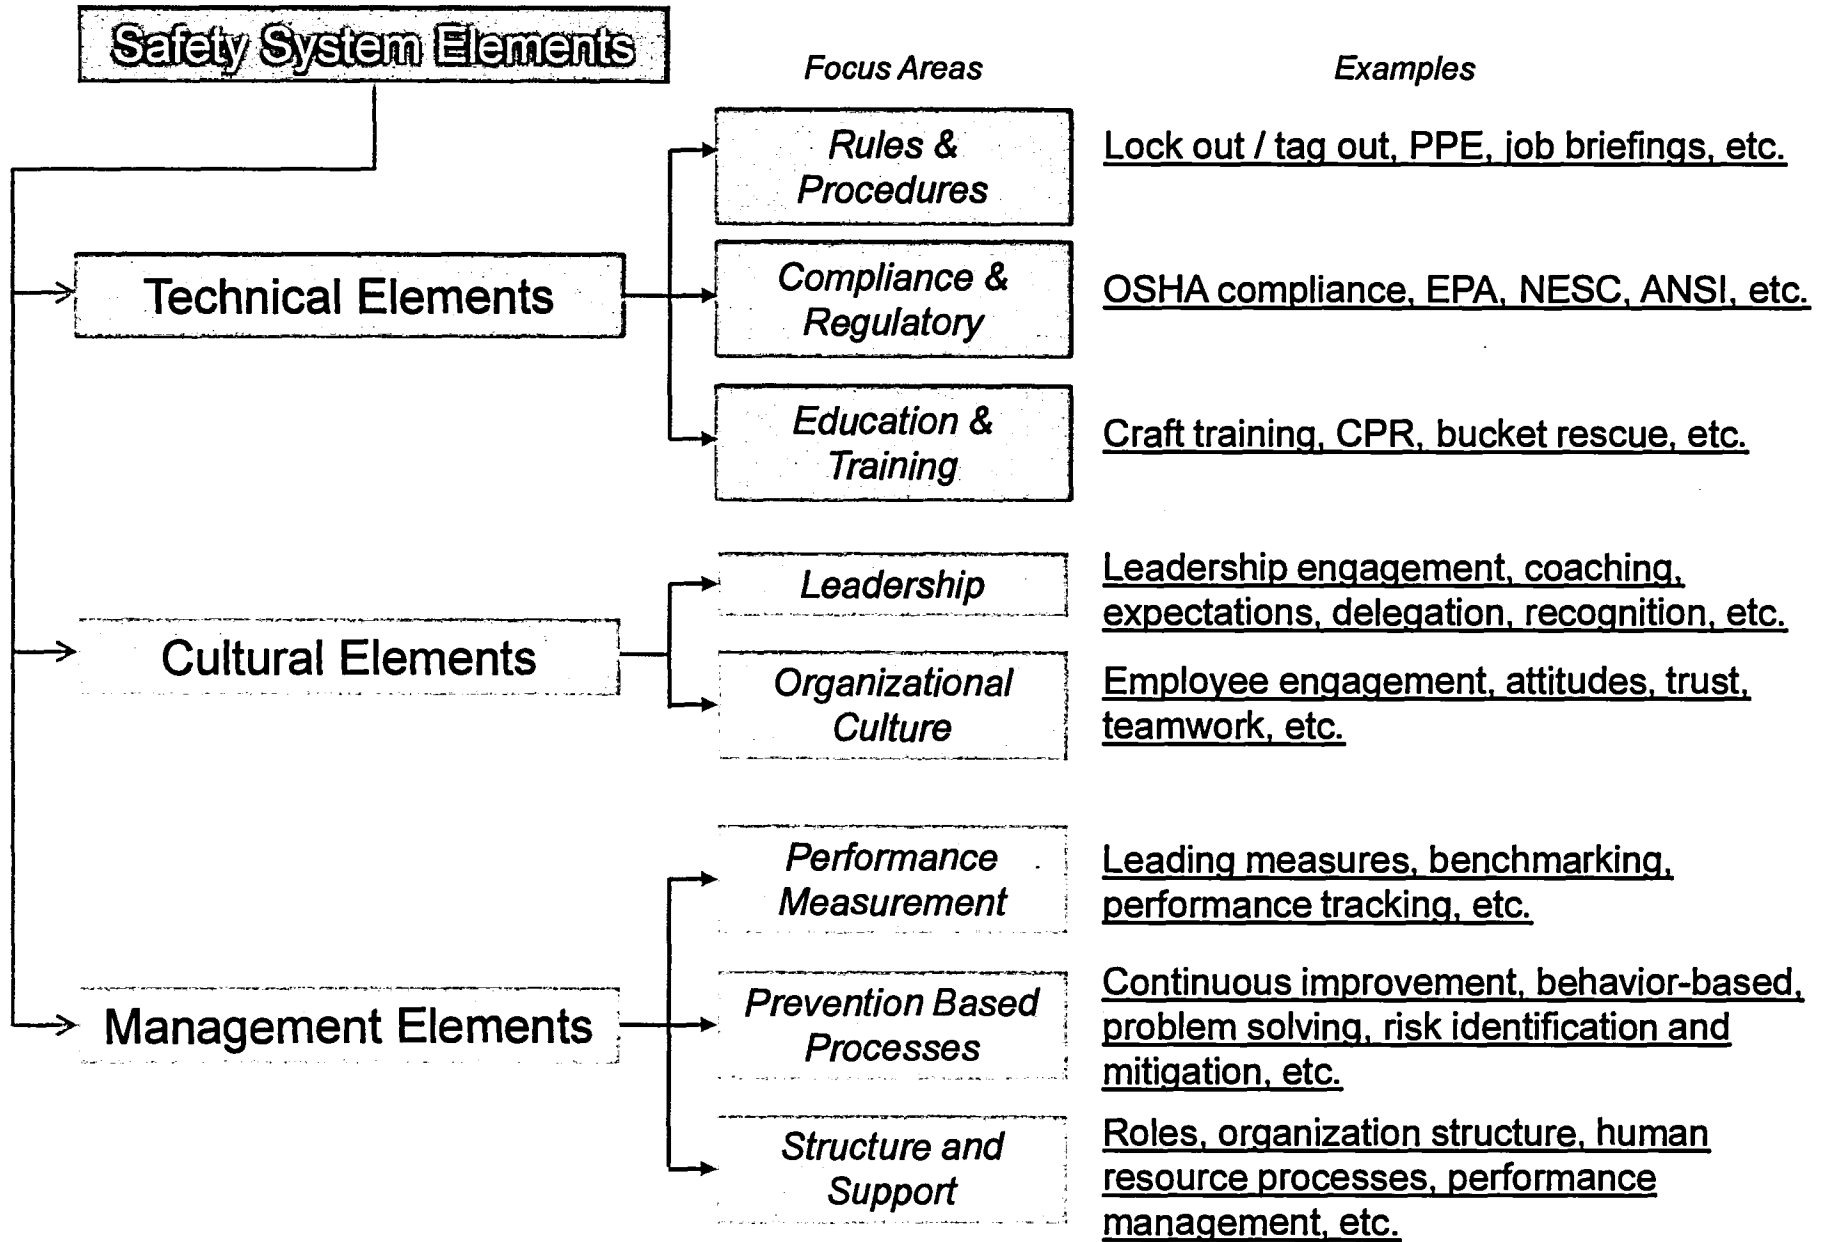 Safety System Elements
Focus Areas
Examples
Technical Elements
Rules &
Procedures
Lock out / tag out, PPE, job briefings, etc.
Compliance &
Regulatory
OSHA compliance, EPA, NESC, ANSI, etc.
Education &
Training
Craft training, CPR, bucket rescue, etc.
Cultural Elements
Leadership
Leadership engagement, coaching,
expectations, delegation, recognition, etc.
Organizational
Culture
Employee engagement, attitudes, trust,
teamwork, etc.
Management Elements
Performance
Measurement
Leading measures, benchmarking,
performance tracking, etc.
Prevention Based
Processes
Continuous improvement, behavior-based,
problem solving, risk identification and
mitigation, etc.
Structure and
Support
Roles, organization structure, human
resource processes, performance
management, etc.